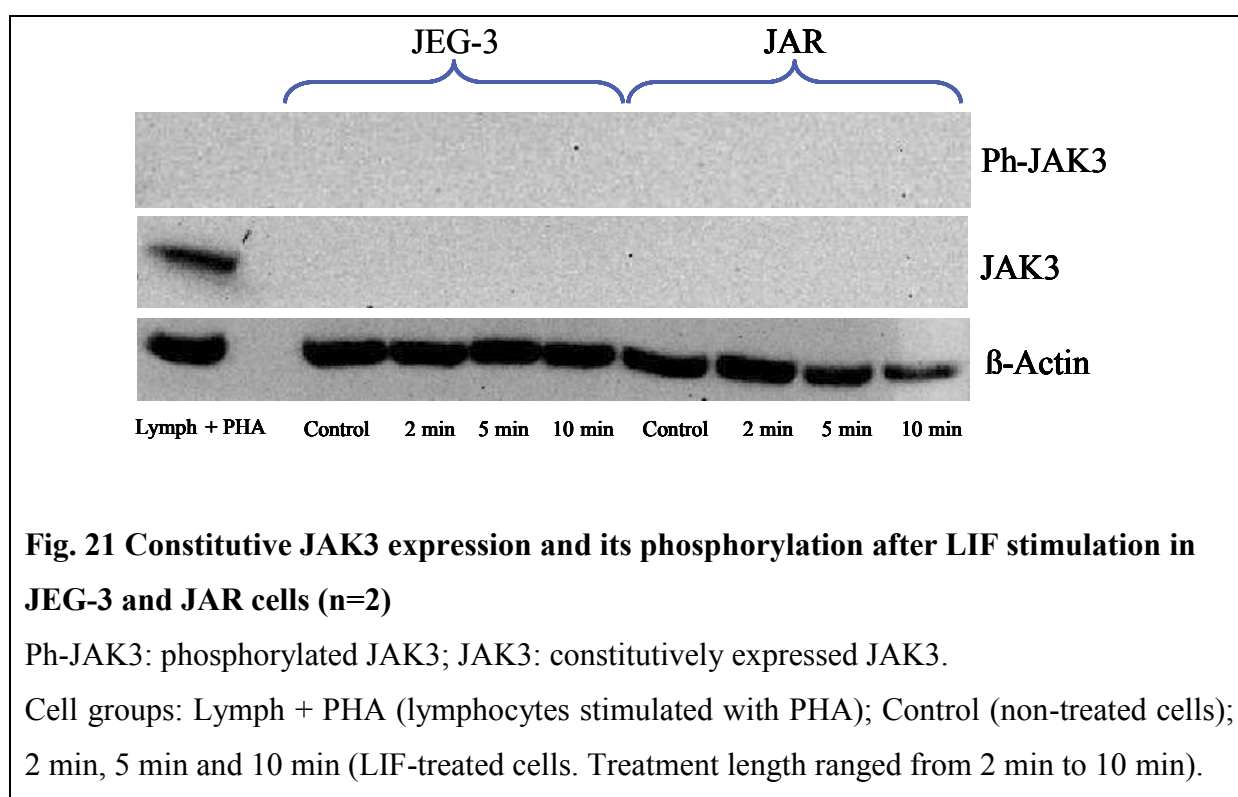 JEG-3 JAR
Ph-JAK3
JAK3
ß-Actin
Lymph + PHA Control 2 min 5 min 10 min Control 2 min 5 min 10 min
Fig. 21 Constitutive JAK3 expression and its phosphorylation after LIF stimulation in
JEG-3 and JAR cells (n=2)
Ph-JAK3: phosphorylated JAK3; JAK3: constitutively expressed JAK3.
Cell groups: Lymph + PHA (lymphocytes stimulated with PHA); Control (non-treated cells);
2 min, 5 min and 10 min (LIF-treated cells. Treatment length ranged from 2 min to 10 min).